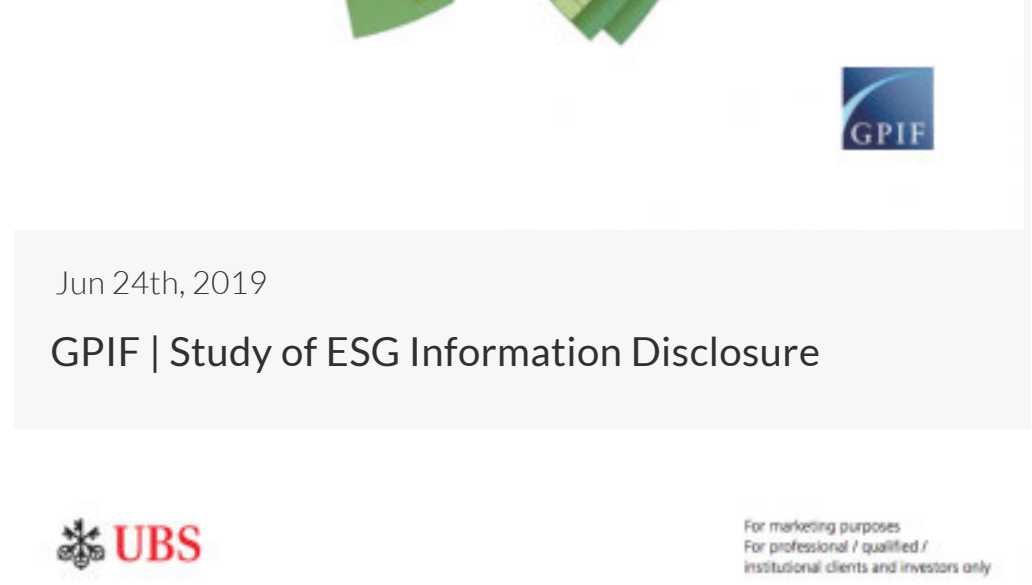 GPIF
Jun 24th, 2019
GPIF | Study of ESG Information Disclosure
UBS
For marketing purposes
For professional / qualified /
institutional clients and investors only